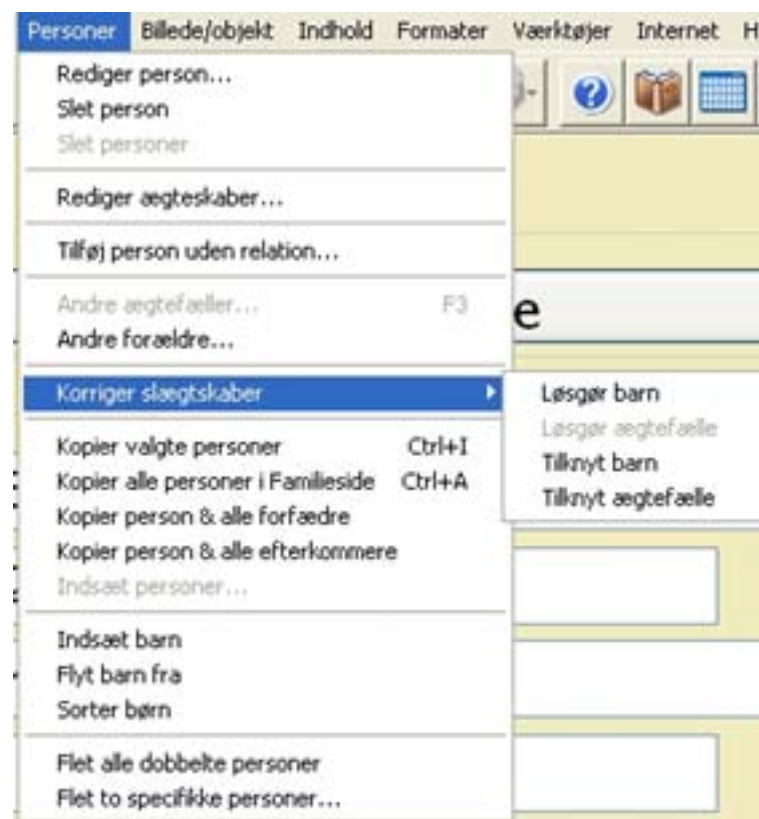 Personer Billede/objekt Indhold Formater Værktøjer Internet H
Rediger person...
Slet person
Slet personer
Rediger ægteskaber...
Tilføj person uden relation...
Andre ægtefæller... F3
Andre forældre...
e
Korriger slægtskaber
Løsgør barn
Løsgør ægtefælle
Tilknyt barn
Tilknyt ægtefælle
Kopier valgte personer Ctrl+I
Kopier alle personer i Familieside Ctrl+A
Kopier person & alle forfædre
Kopier person & alle efterkommere
Indsæt personer...
Indsæt barn
Flyt barn fra
Sorter børn
Flet alle dobbelte personer
Flet to specifikke personer...